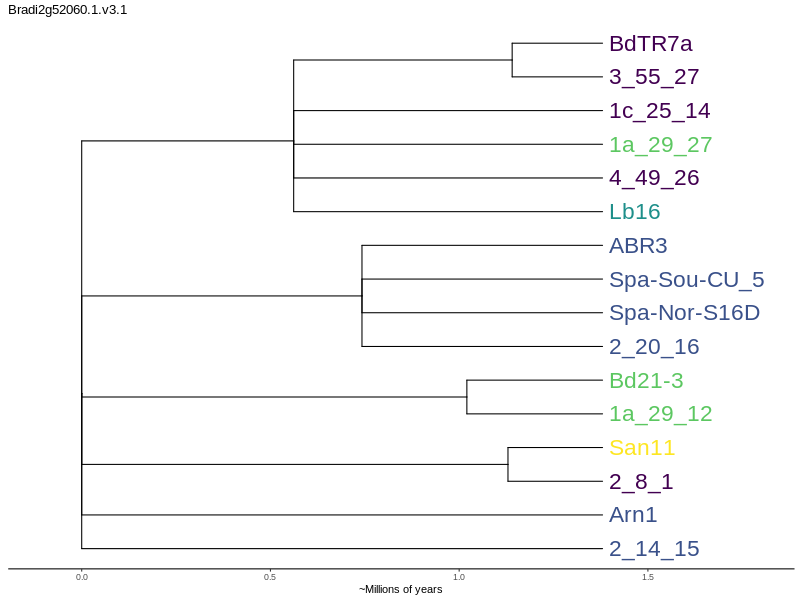 Bradi2g52060.1.v3.1
BdTR7a
3_55_27
1c_25_14
1a_29_27
4_49_26
Lb16
ABR3
Spa-Sou-CU_5
Spa-Nor-S16D
2_20_16
Bd21-3
1a_29_12
San11
2_8_1
Arn1
2_14_15
0.0 0.5 1.0 1.5
~Millions of years